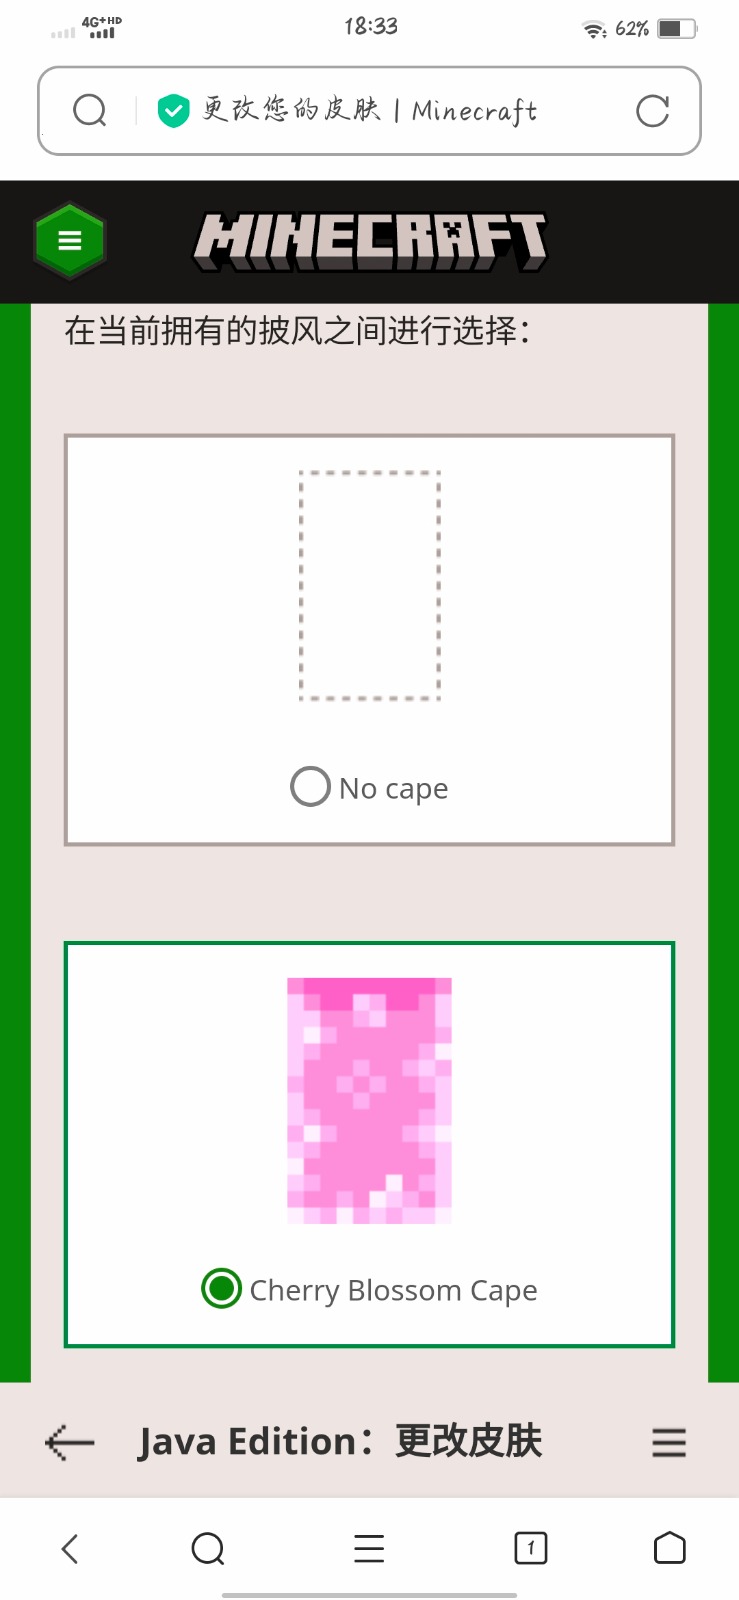 4G+HD
18:33
62%
更改您的皮肤 | Minecraft
MINECRAFT
在当前拥有的披风之间进行选择：
No cape
Cherry Blossom Cape
Java Edition：更改皮肤
1